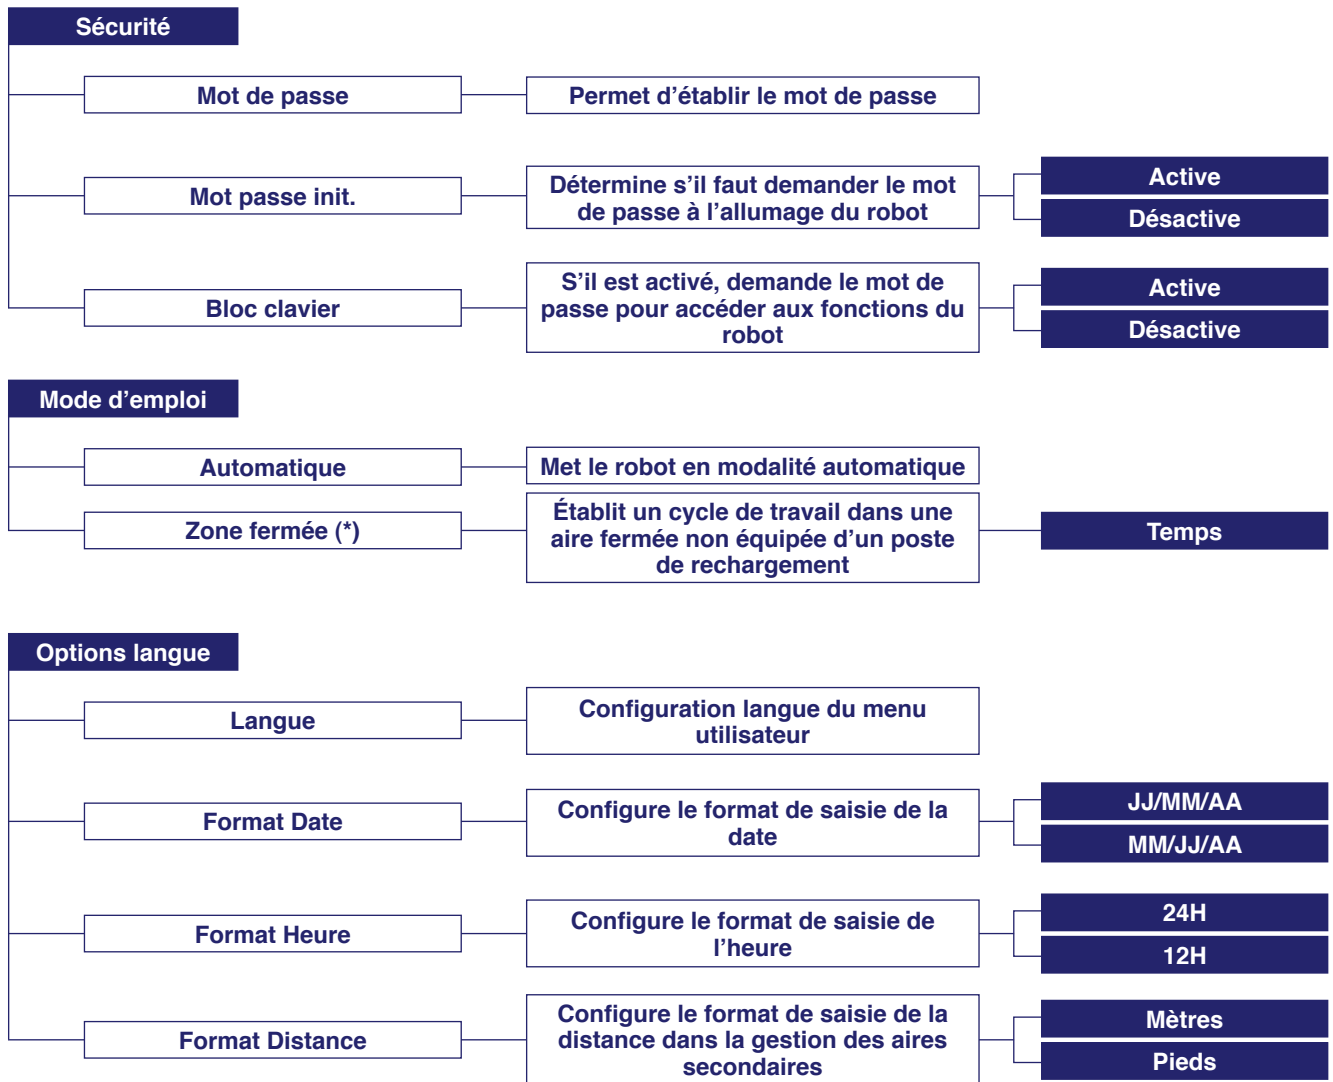 Sécurité
Mot de passe
Permet d'établir le mot de passe
Mot passe init.
Détermine s'il faut demander le mot
de passe à l'allumage du robot
Active
Désactive
Bloc clavier
S'il est activé, demande le mot de
passe pour accéder aux fonctions du
robot
Active
Désactive
Mode d'emploi
Automatique
Met le robot en modalité automatique
Zone fermée (*)
Établit un cycle de travail dans une
aire fermée non équipée d'un poste
de rechargement
Temps
Options langue
Langue
Configuration langue du menu
utilisateur
Format Date
Configure le format de saisie de la
date
JJ/MM/AA
MM/JJ/AA
Format Heure
Configure le format de saisie de
l'heure
24H
12H
Format Distance
Configure le format de saisie de la
distance dans la gestion des aires
secondaires
Mètres
Pieds